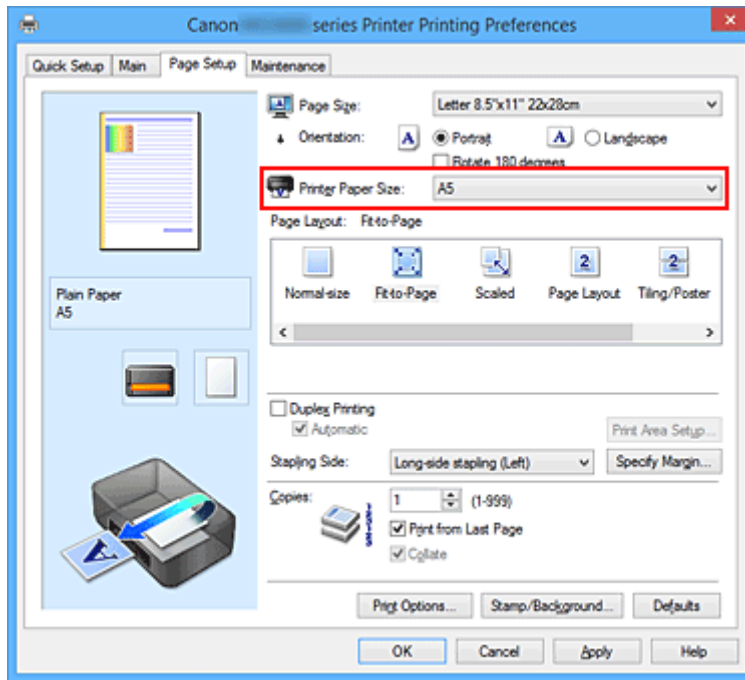 Canon series Printer Printing Preferences
Quick Setup Main Page Setup Maintenance
Page Size: Letter 8.5"x11" 22x28cm
Orientation: A Portrait A Landscape
Rotate 180 degrees
Printer Paper Size: A5
Page Layout: Fit-to-Page
2 2
Normal-size Fit-to-Page Scaled Page Layout Tiling/Poster
Plain Paper
A5
Duplex Printing
Automatic
Print Area Setup...
Stapling Side: Long-side stapling (Left) Specify Margin...
Copies: 1 (1-999)
Print from Last Page
Collate
A
Print Options... Stamp/Background... Defaults
OK Cancel Apply Help